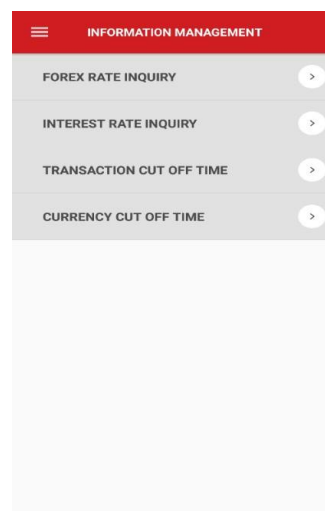 INFORMATION MANAGEMENT
FOREX RATE INQUIRY
INTEREST RATE INQUIRY
TRANSACTION CUT OFF TIME
CURRENCY CUT OFF TIME